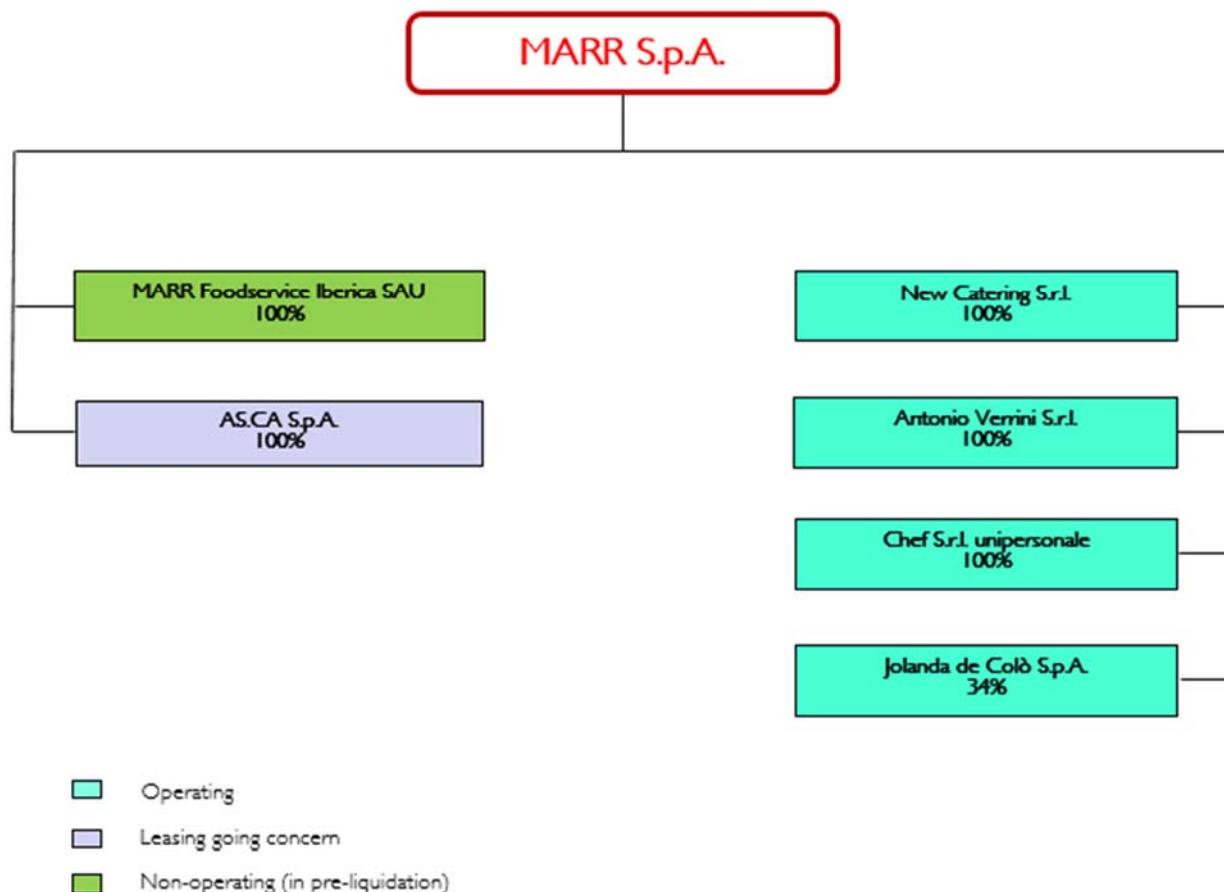 MARR S.p.A.
MARR Foodservice Iberica SAU
100%
New Catering S.r.l.
100%
AS.CA S.p.A.
100%
Antonio Verrini S.r.l.
100%
Chef S.r.l. unipersonale
100%
Jolanda de Colò S.p.A.
34%
Operating
Leasing going concern
Non-operating (in pre-liquidation)